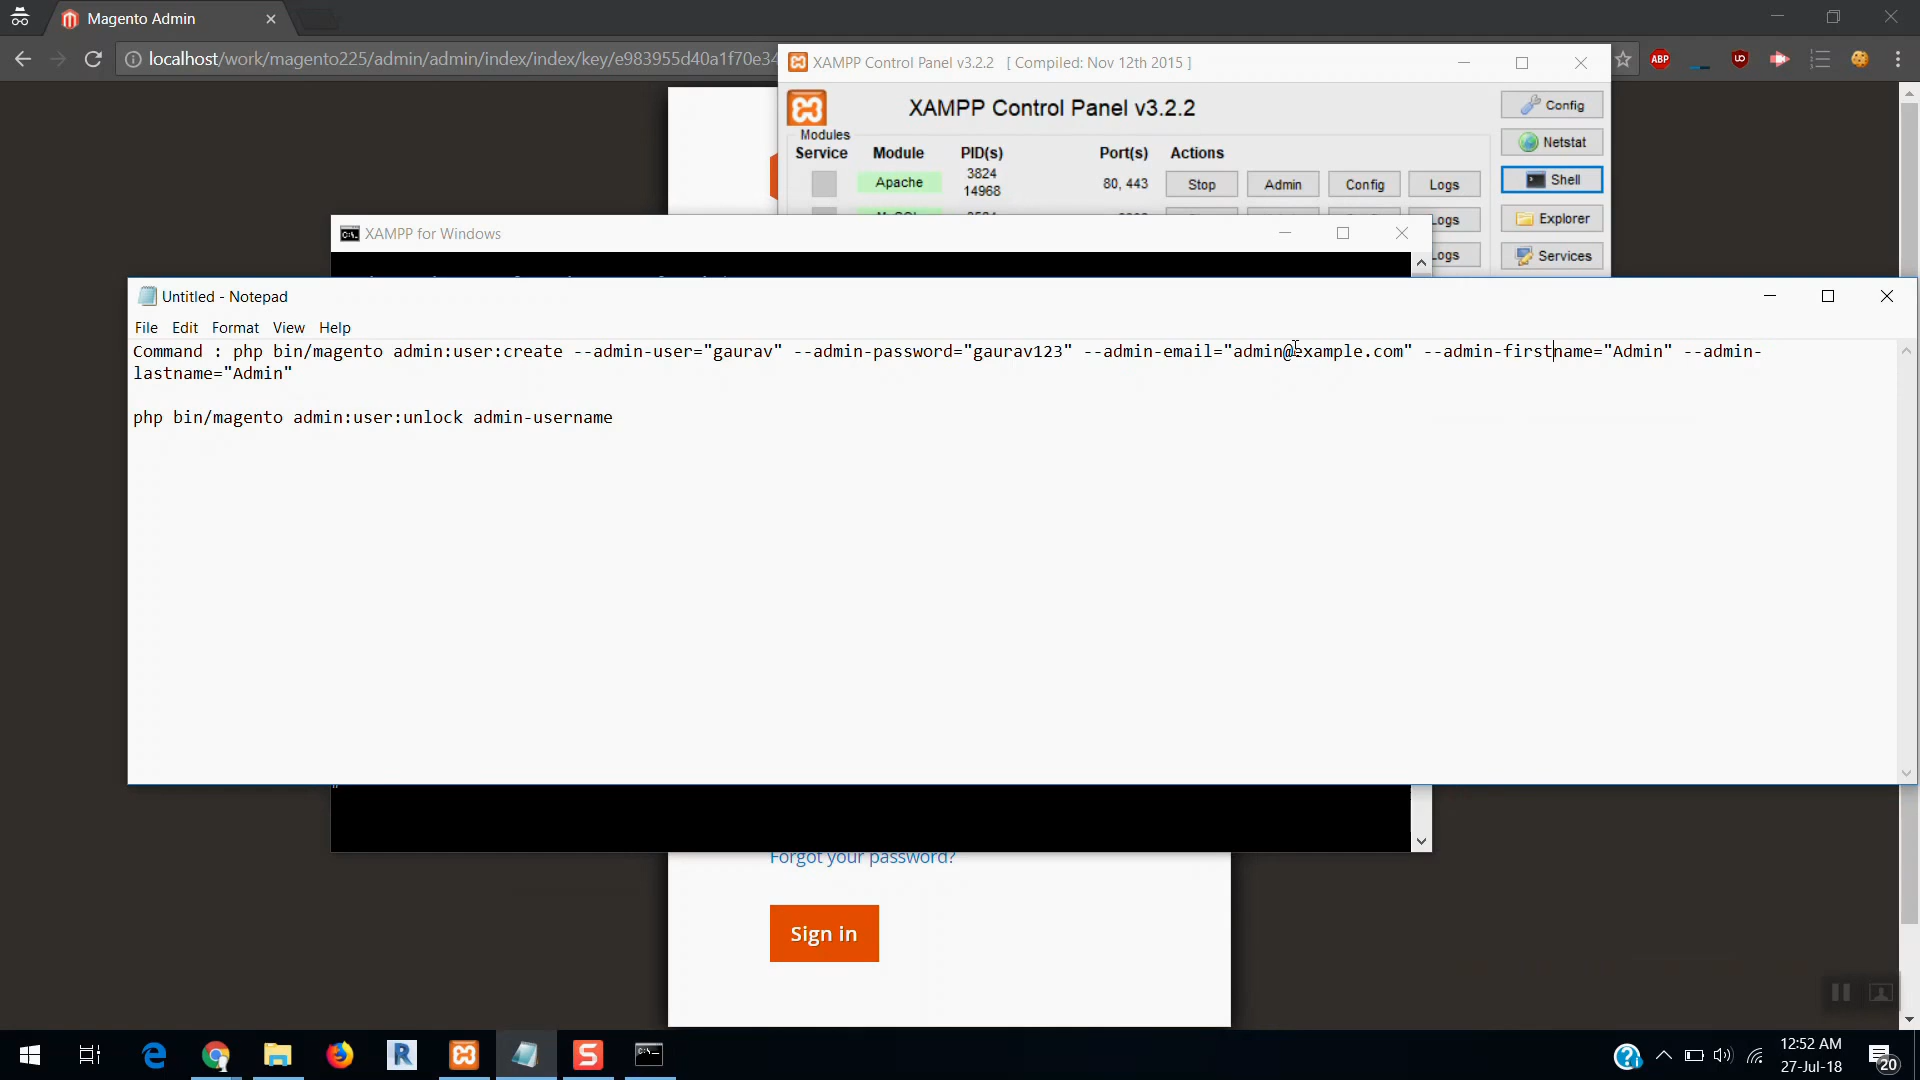 Magento Admin
localhost/work/magento225/admin/admin/index/index/key/e983955d40a1f70e34
ABP
XAMPP Control Panel v3.2.2 [ Compiled: Nov 12th 2015 ]
XAMPP Control Panel v3.2.2
Config
Modules
Netstat
Service Module PID(s) Port(s) Actions
Apache 3824 14968 80, 443 Stop Admin Config Logs
Shell
Logs
Explorer
Logs
Services
XAMPP for Windows
Untitled - Notepad
File Edit Format View Help
Command : php bin/magento admin:user:create --admin-user="gaurav" --admin-password="gaurav123" --admin-email="admin@example.com" --admin-firstname="Admin" --admin-
lastname="Admin"
php bin/magento admin:user:unlock admin-username
Forgot your password?
Sign in
12:52 AM
27-Jul-18
20